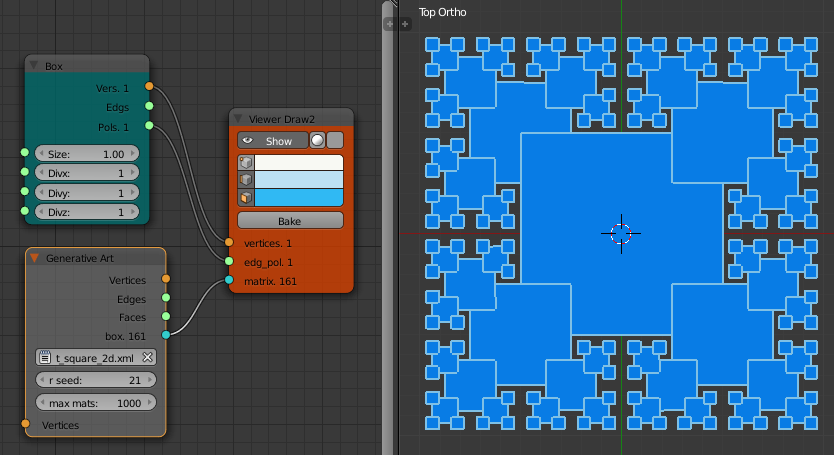 Top Ortho
Box
Vers. 1
Edgs
Pols. 1
Size: 1.00
Divx: 1
Divy: 1
Divz: 1
Viewer Draw2
Show
Bake
vertices. 1
edg_pol. 1
matrix. 161
Generative Art
Vertices
Edges
Faces
box. 161
t_square_2d.xml
r seed: 21
max mats: 1000
Vertices